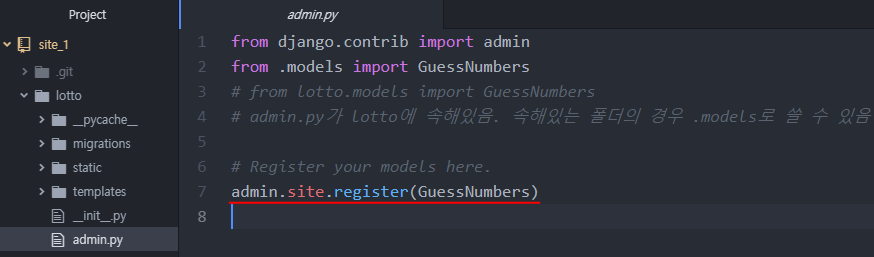 Project
site_1
.git
lotto
__pycache__
migrations
static
templates
__init__.py
admin.py
admin.py
1 from django.contrib import admin
2 from .models import GuessNumbers
3 # from lotto.models import GuessNumbers
4 # admin.py가 lotto에 속해있음. 속해있는 폴더의 경우 .models로 쓸 수 있음
5
6 # Register your models here.
7 admin.site.register(GuessNumbers)
8